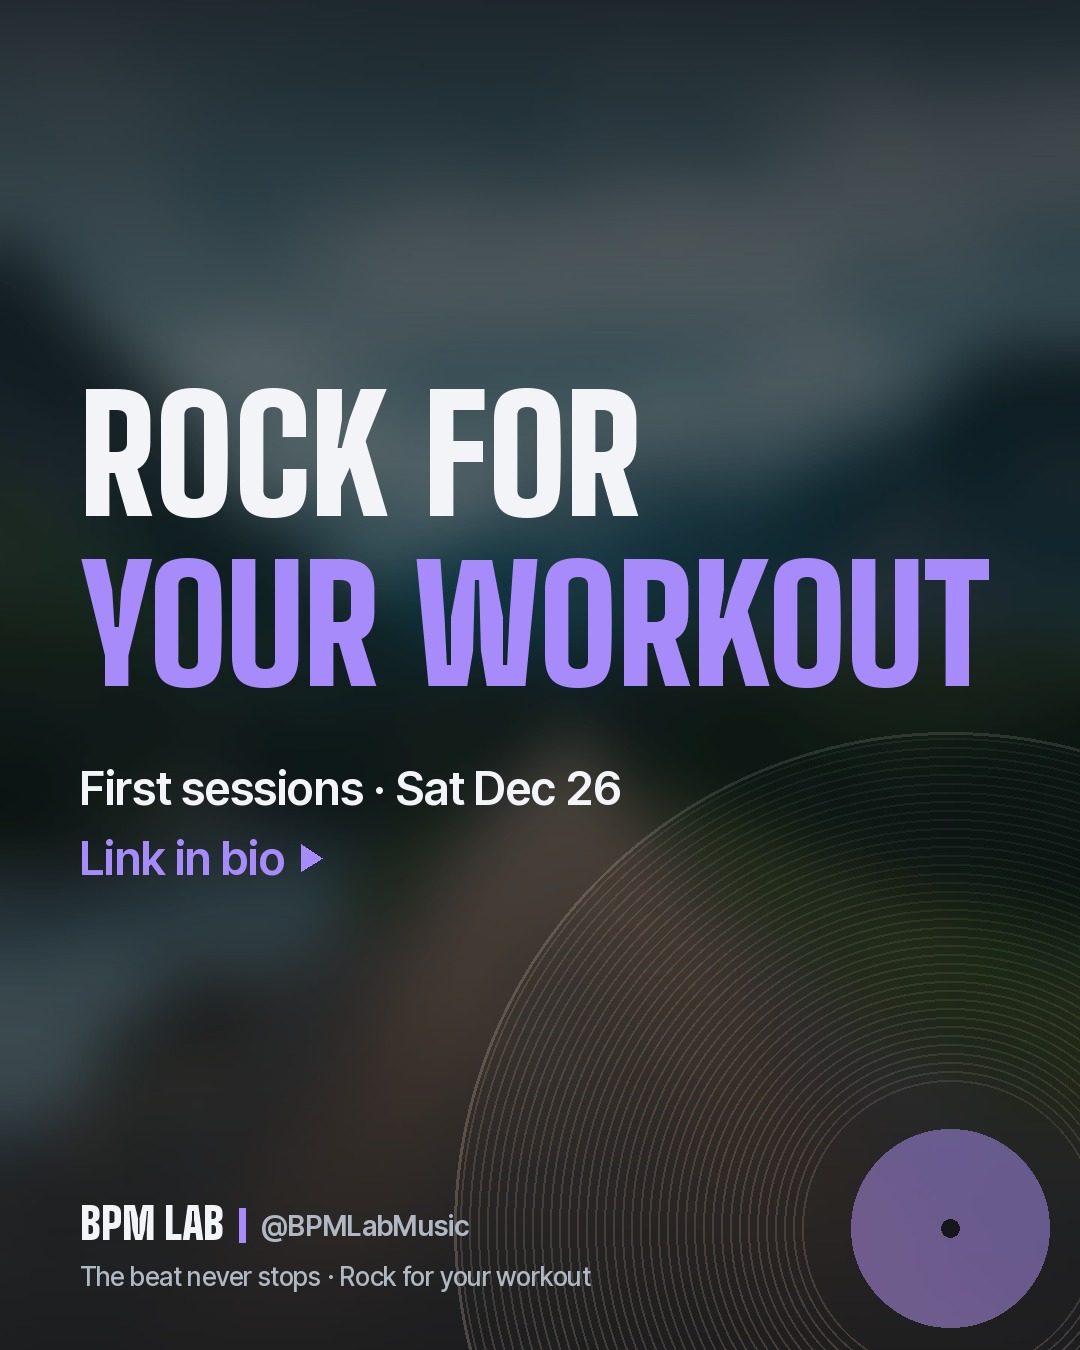 ROCK FOR
YOUR WORKOUT
First sessions · Sat Dec 26
Link in bio ▶
BPM LAB | @BPMLabMusic
The beat never stops · Rock for your workout